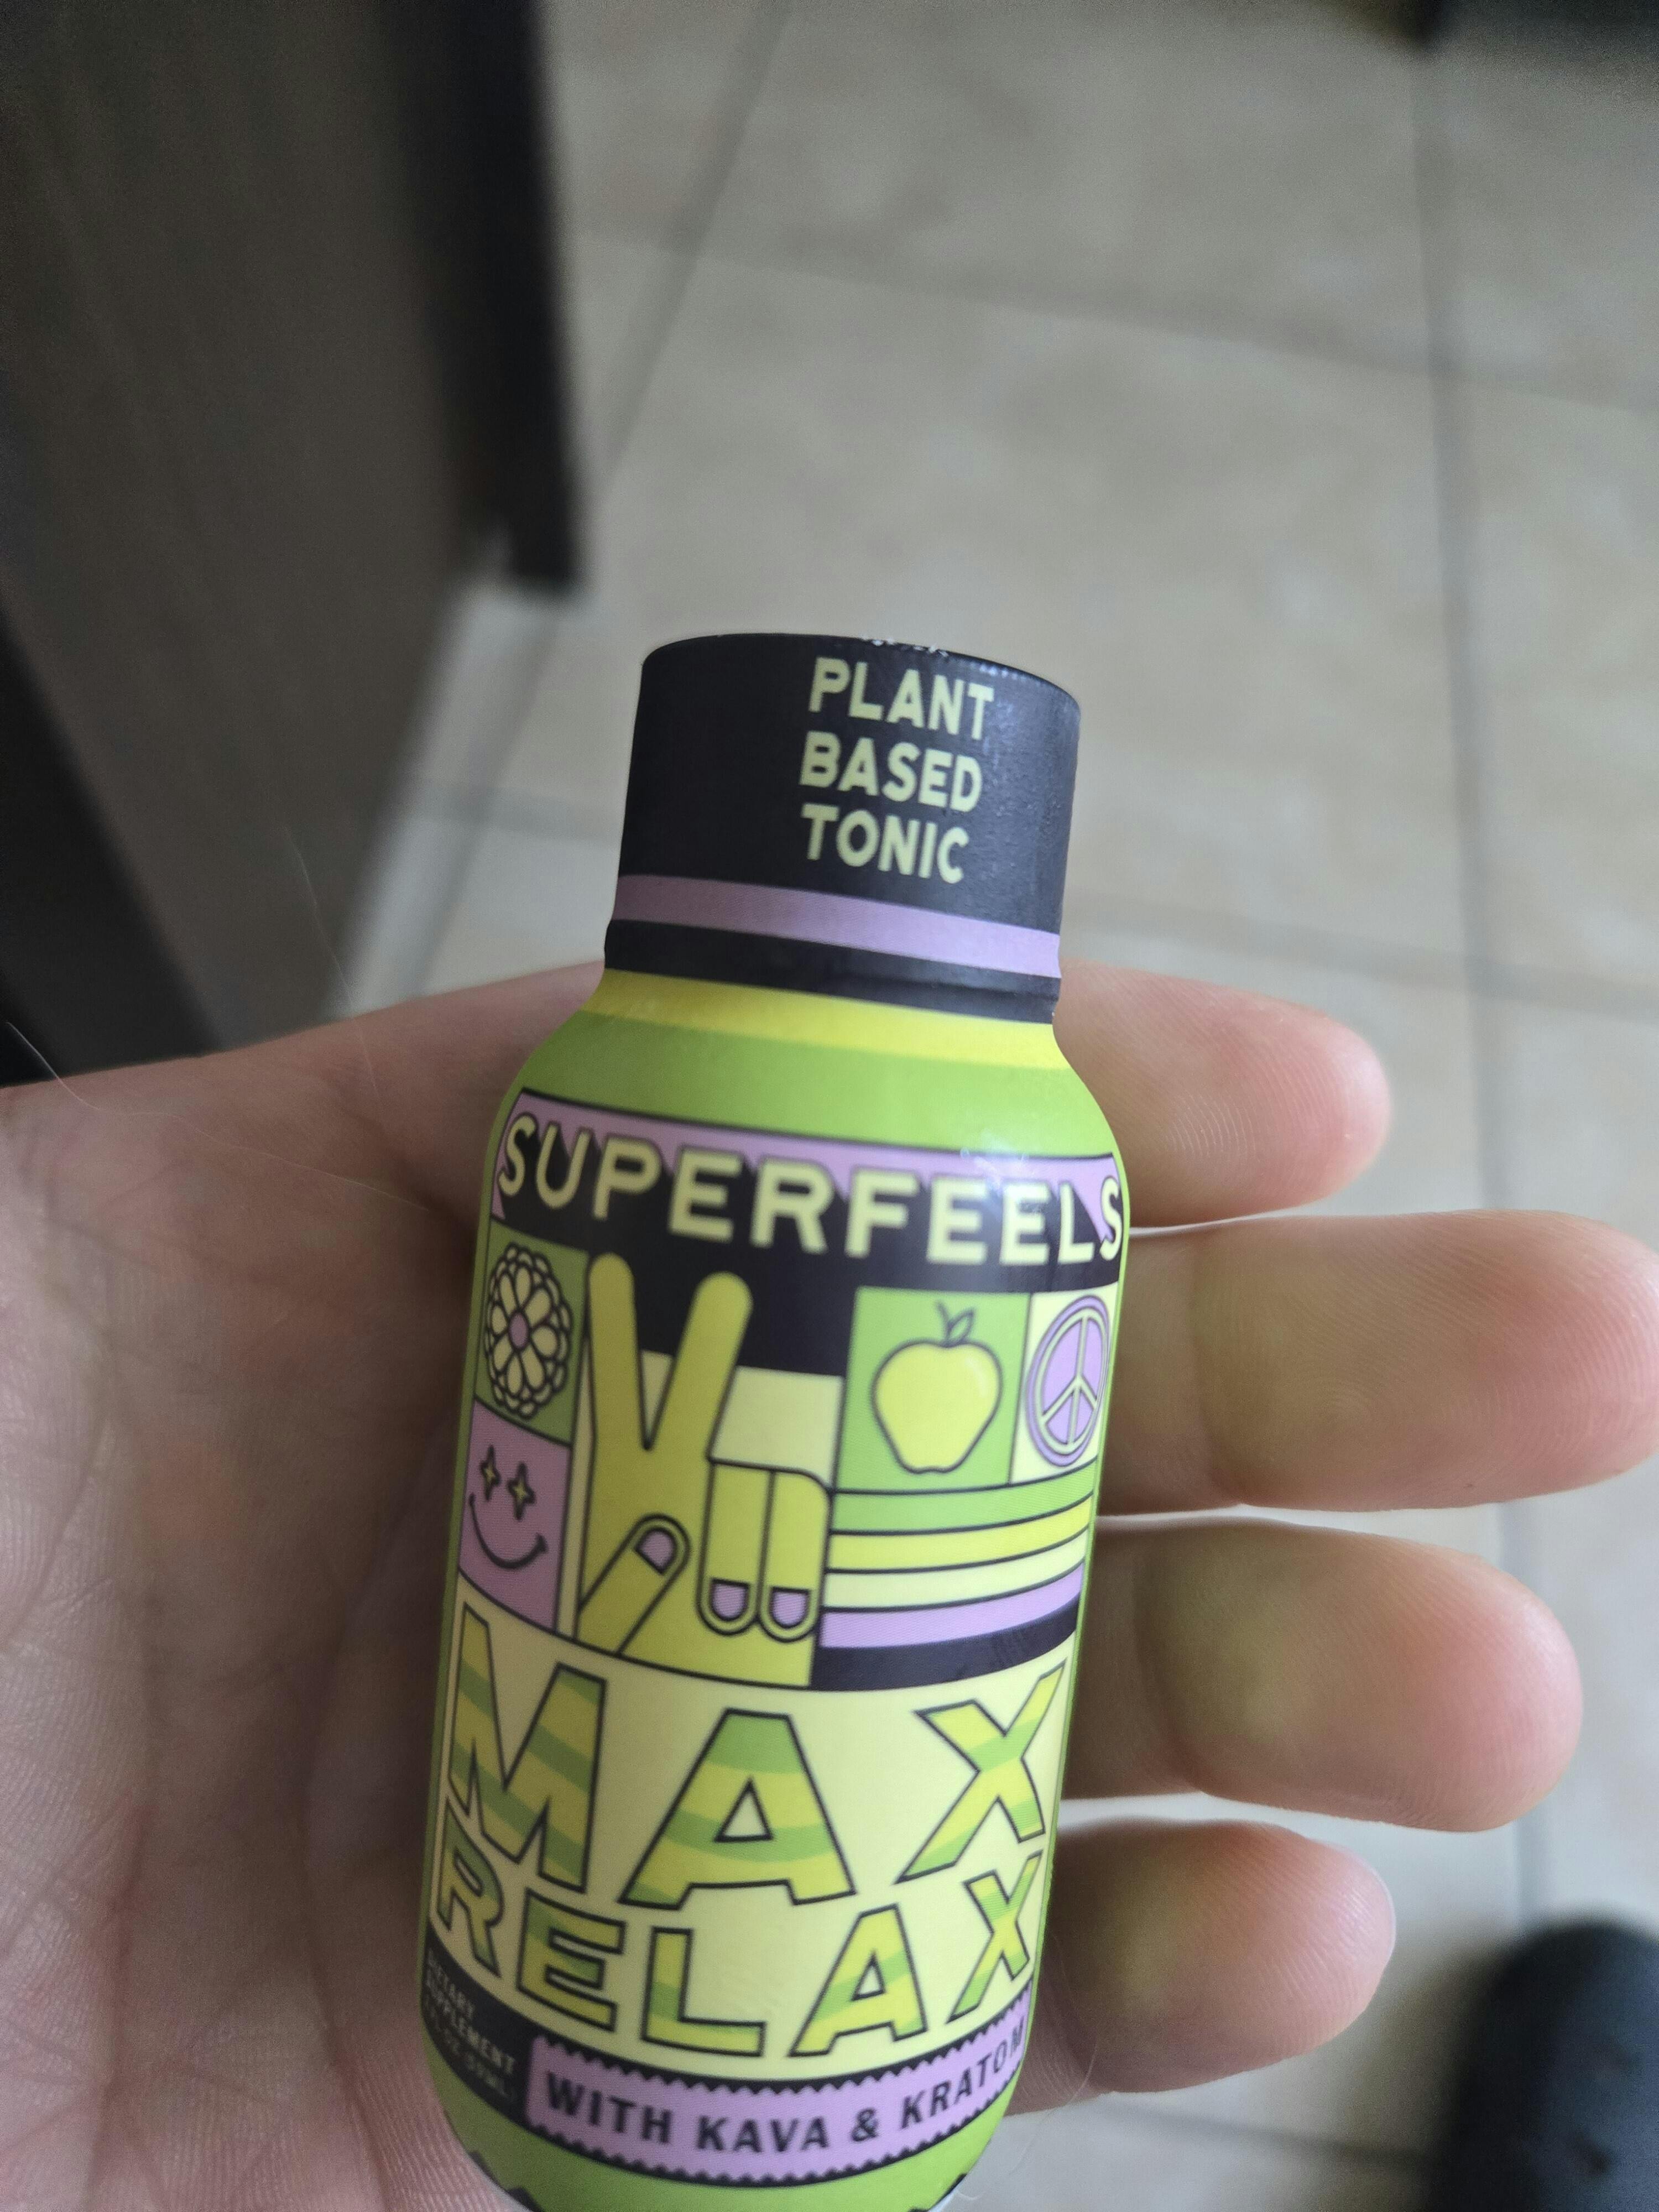 PLANT
BASED
TONIC
SUPERFEELS
MAX
RELAX
DIETARY
SUPPLEMENT
WITH KAVA & KRATOM